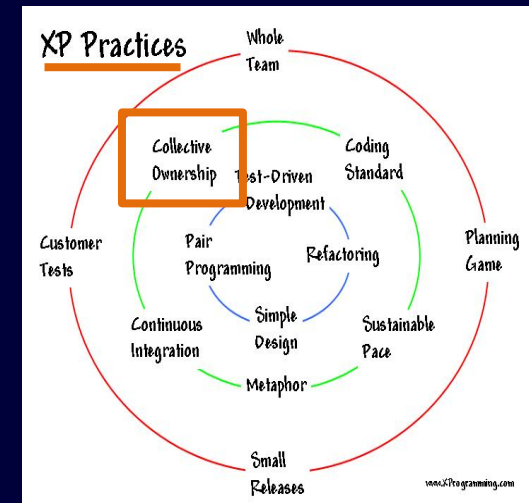 XP Practices
Whole
Team
Collective
Ownership
Test-Driven
Development
Coding
Standard
Customer
Tests
Pair
Programming
Refactoring
Planning
Game
Continuous
Integration
Simple
Design
Sustainable
Pace
Metaphor
Small
Releases
www.XProgramming.com